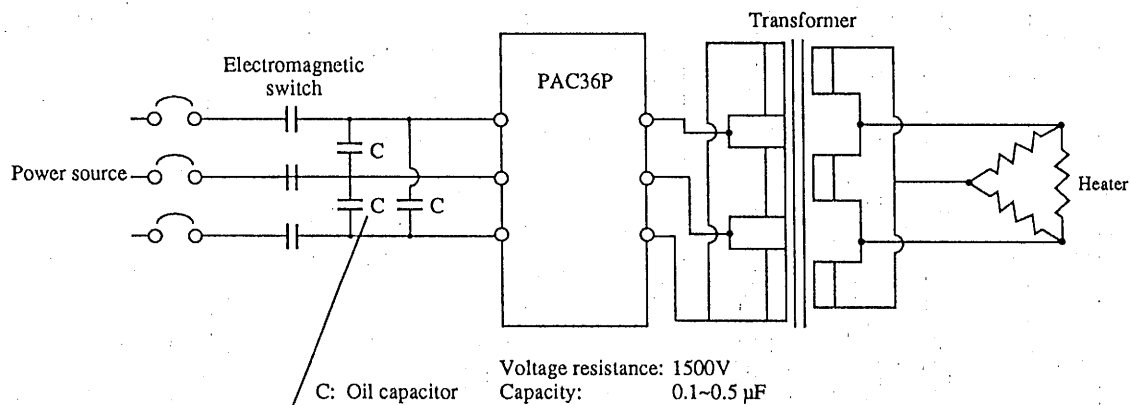 Transformer
Electromagnetic
switch
PAC36P
C
Power source
C
C
Heater
Voltage resistance: 1500V
C: Oil capacitor
Capacity: 0.1~0.5 µF